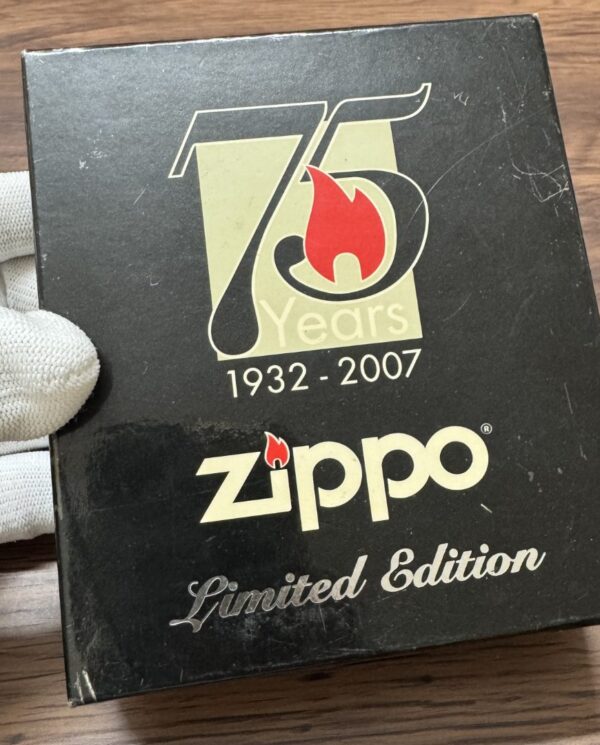 75
Years
1932 - 2007
zippo®
Limited Edition